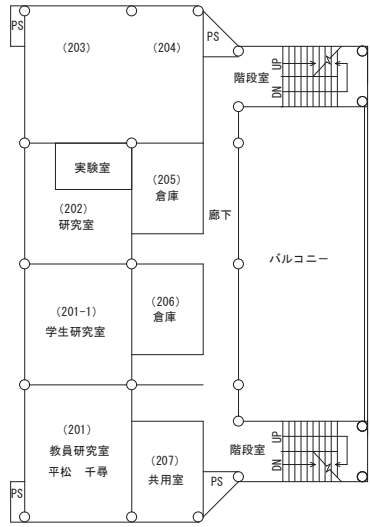 PS
(203)
(204)
PS
階段室
UP
DN
実験室
(205)
倉庫
(202)
研究室
廊下
バルコニー
(201-1)
学生研究室
(206)
倉庫
(201)
教員研究室
平松 千尋
(207)
共用室
階段室
UP
DN
PS
PS